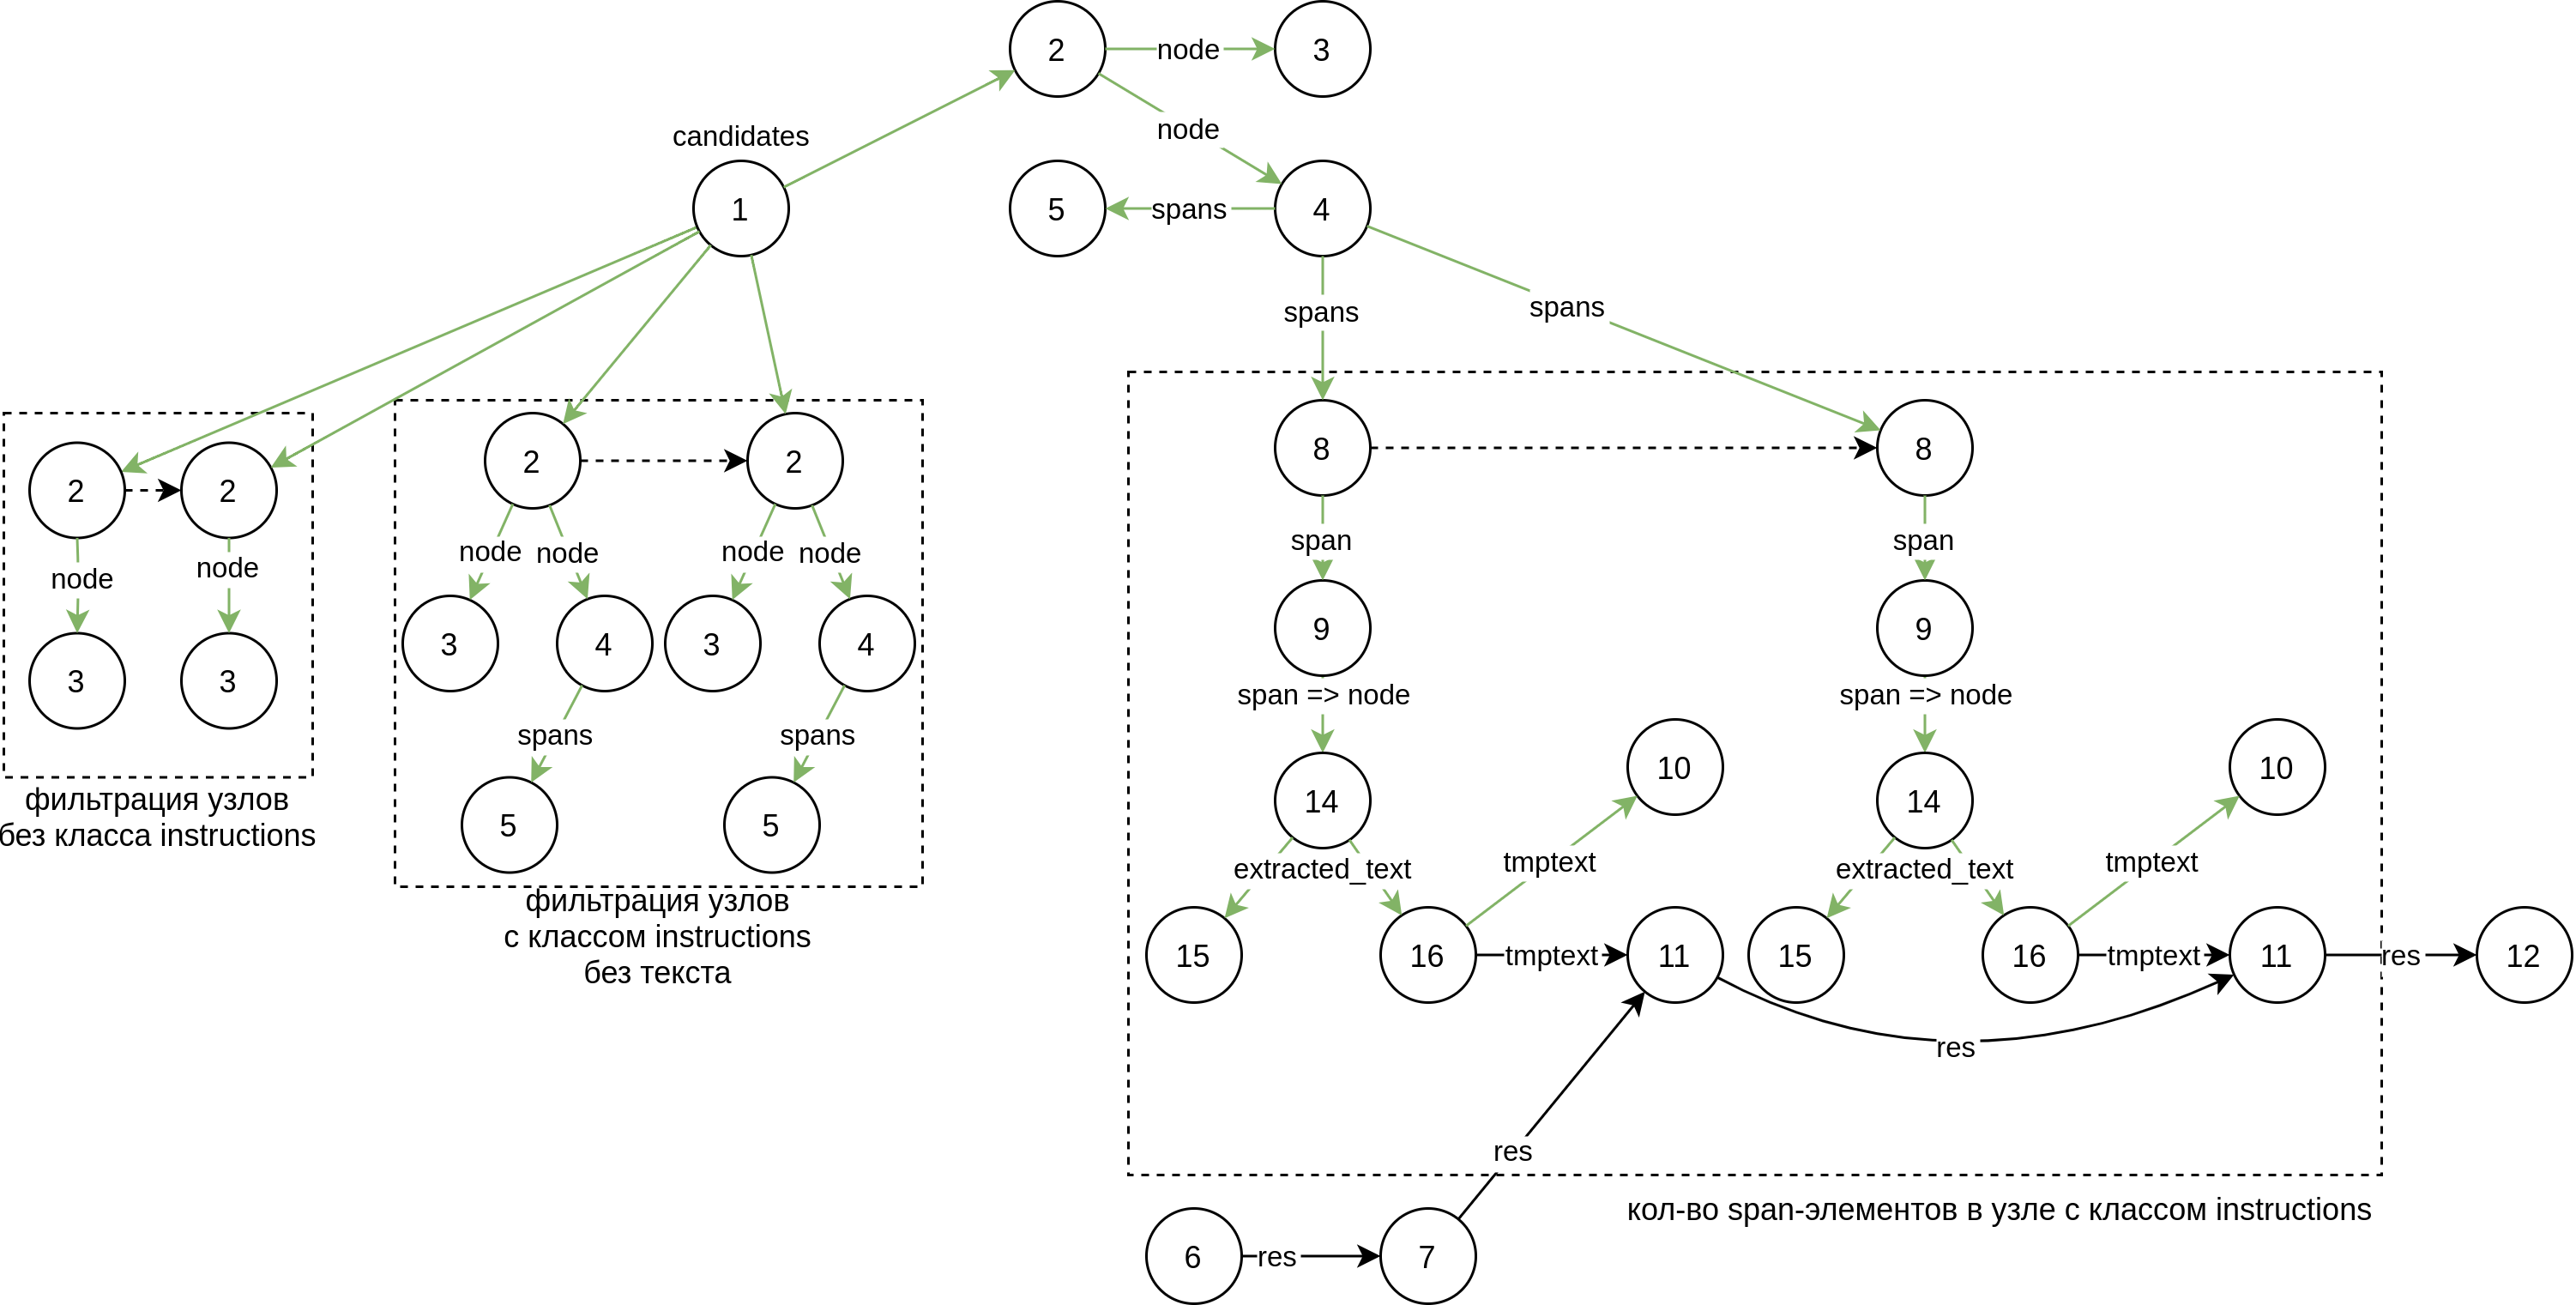 2
node
3
candidates
node
1
5
spans
4
spans
spans
2
2
node
node
3
3
фильтрация узлов
без класса instructions
2
2
node
node
node
node
3
4
3
4
spans
spans
5
5
фильтрация узлов
с классом instructions
без текста
8
8
span
span
9
9
span => node
span => node
14
10
14
10
extracted_text
tmptext
extracted_text
tmptext
15
16
tmptext
11
15
16
tmptext
11
res
12
res
res
кол-во span-элементов в узле с классом instructions
6
res
7